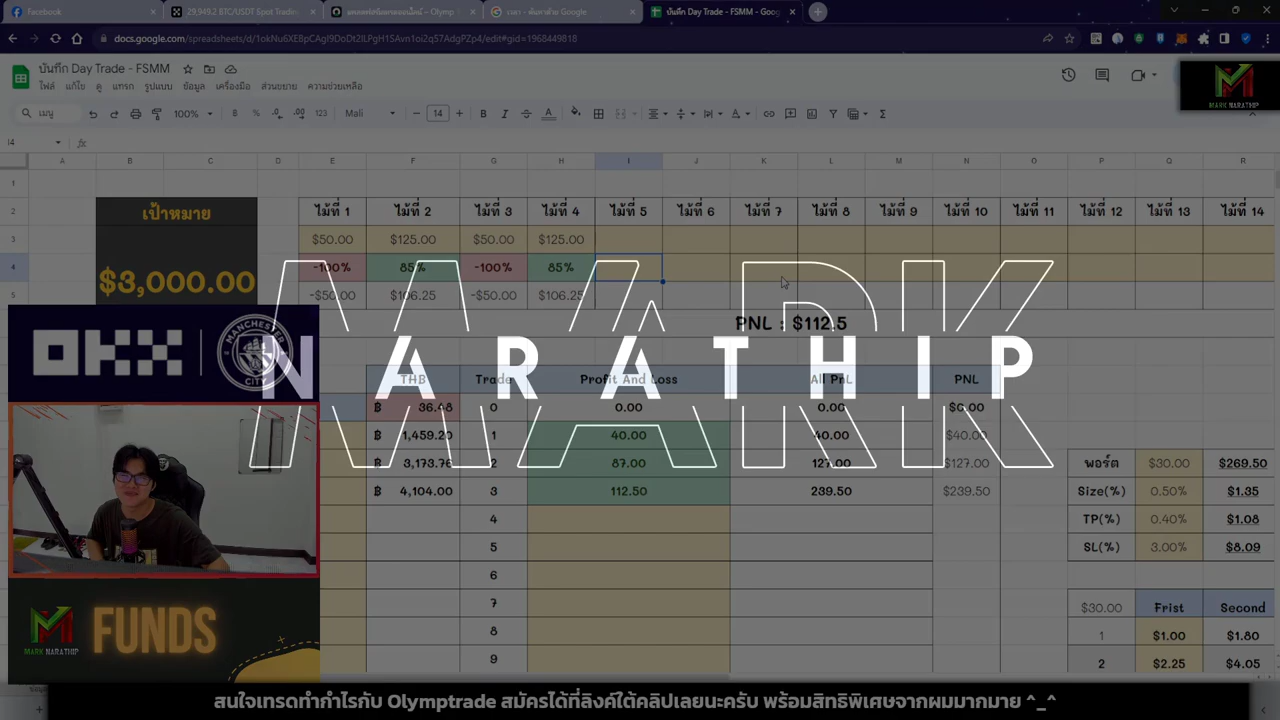 Facebook
29,949.2 BTC/USDT Spot Tradin
Google
บันทึก Day Trade - FSMM - Goo
docs.google.com/spreadsheets/d/1okNu6XE8pCAgI9DoDt2ILPgH1SAvn1oi2q57AdgPZp4/edit#gid=1968449818
บันทึก Day Trade - FSMM
ไฟล์ แก้ไข ดู แทรก รูปแบบ ข้อมูล เครื่องมือ ส่วนขยาย ความช่วยเหลือ
MARK NARATHIP
เมนู 100% % 123 Mali 14 B I A
I4 fx
A B C D E F G H I J K L M N O P Q R
1
2 เป้าหมาย ไม้ที่ 1 ไม้ที่ 2 ไม้ที่ 3 ไม้ที่ 4 ไม้ที่ 5 ไม้ที่ 6 ไม้ที่ 7 ไม้ที่ 8 ไม้ที่ 9 ไม้ที่ 10 ไม้ที่ 11 ไม้ที่ 12 ไม้ที่ 13 ไม้ที่ 14
3 $50.00 $125.00 $50.00 $125.00
4 $3,000.00 -100% 85% -100% 85%
5 -$50.00 $106.25 -$50.00 $106.25
PNL : $112.5
MARK
NARATHIP
OKX MANCHESTER CITY
THB Trade Profit And Loss All PnL PNL
฿ 36.48 0 0.00 0.00 $0.00
฿ 1,459.20 1 40.00 40.00 $40.00
฿ 3,173.76 2 87.00 127.00 $127.00 พอร์ต $30.00 $269.50
฿ 4,104.00 3 112.50 239.50 $239.50 Size(%) 0.50% $1.35
4 TP(%) 0.40% $1.08
5 SL(%) 3.00% $8.09
6
7 $30.00 Frist Second
8 1 $1.00 $1.80
9 2 $2.25 $4.05
MARK NARATHIP FUNDS
สนใจเทรดทำกำไรกับ Olymptrade สมัครได้ที่ลิงค์ใต้คลิปเลยนะครับ พร้อมสิทธิพิเศษจากผมมากมาย ^_^